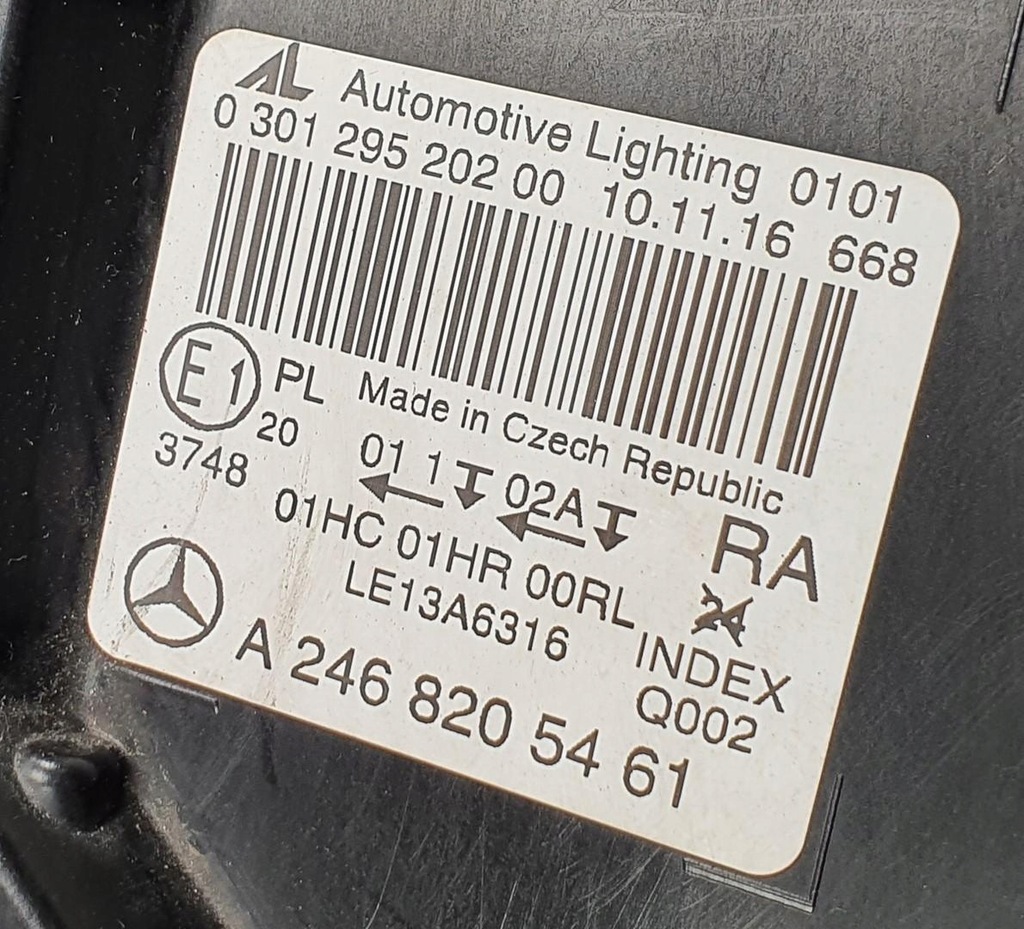 AL Automotive Lighting 0101
0 301 295 202 00 10.11.16 668
E1 PL Made in Czech Republic
20
3748 01 1 02A RA
01HC 01HR 00RL 24
LE13A6316 INDEX
Q002
A 246 820 54 61